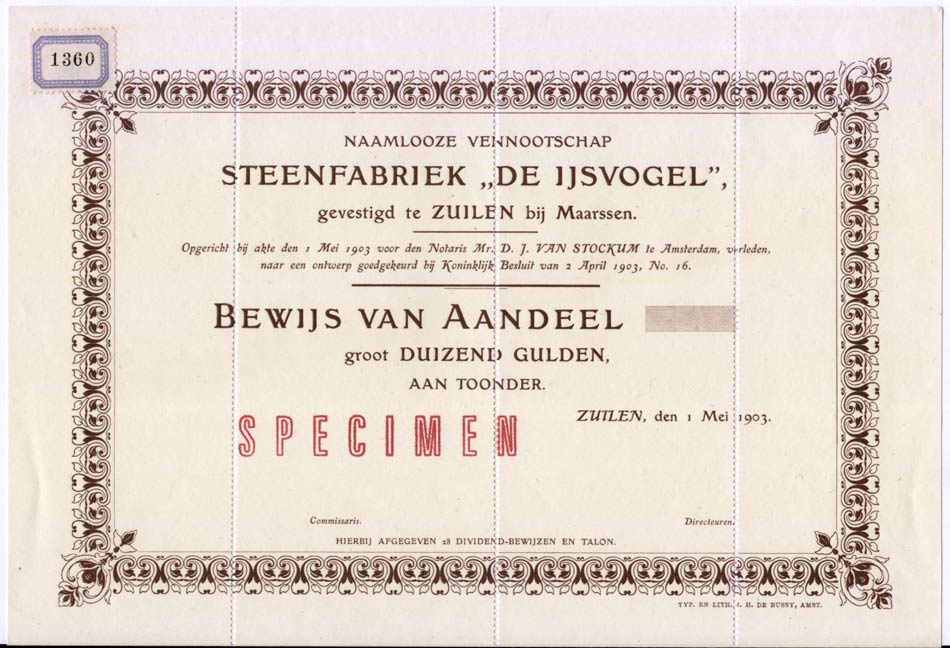 1360
NAAMLOOZE VENNOOTSCHAP
STEENFABRIEK „DE IJSVOGEL”,
gevestigd te ZUILEN bij Maarssen.
Opgericht bij akte den 1 Mei 1903 voor den Notaris Mr. D. J. VAN STOCKUM te Amsterdam, verleden,
naar een ontwerp goedgekeurd bij Koninklijk Besluit van 2 April 1903, No. 16.
BEWIJS VAN AANDEEL
groot DUIZEND GULDEN,
AAN TOONDER.
SPECIMEN
ZUILEN, den 1 Mei 1903.
Commissaris.
Directeuren.
HIERBIJ AFGEGEVEN 28 DIVIDEND-BEWIJZEN EN TALON.
TYP. EN LITH. J. H. DE BUSSY, AMST.